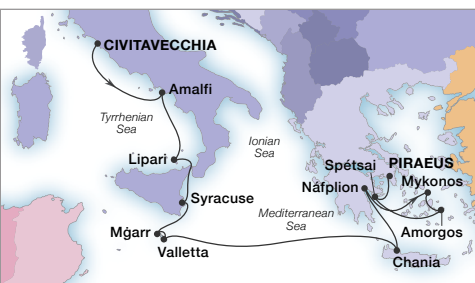 CIVITAVECCHIA
Amalfi
Tyrrhenian
Sea
Ionian
Sea
Lipari
Spétsai
PIRAEUS
Náfplion
Mykonos
Syracuse
Mediterranean
Sea
Mġarr
Amorgos
Valletta
Chania